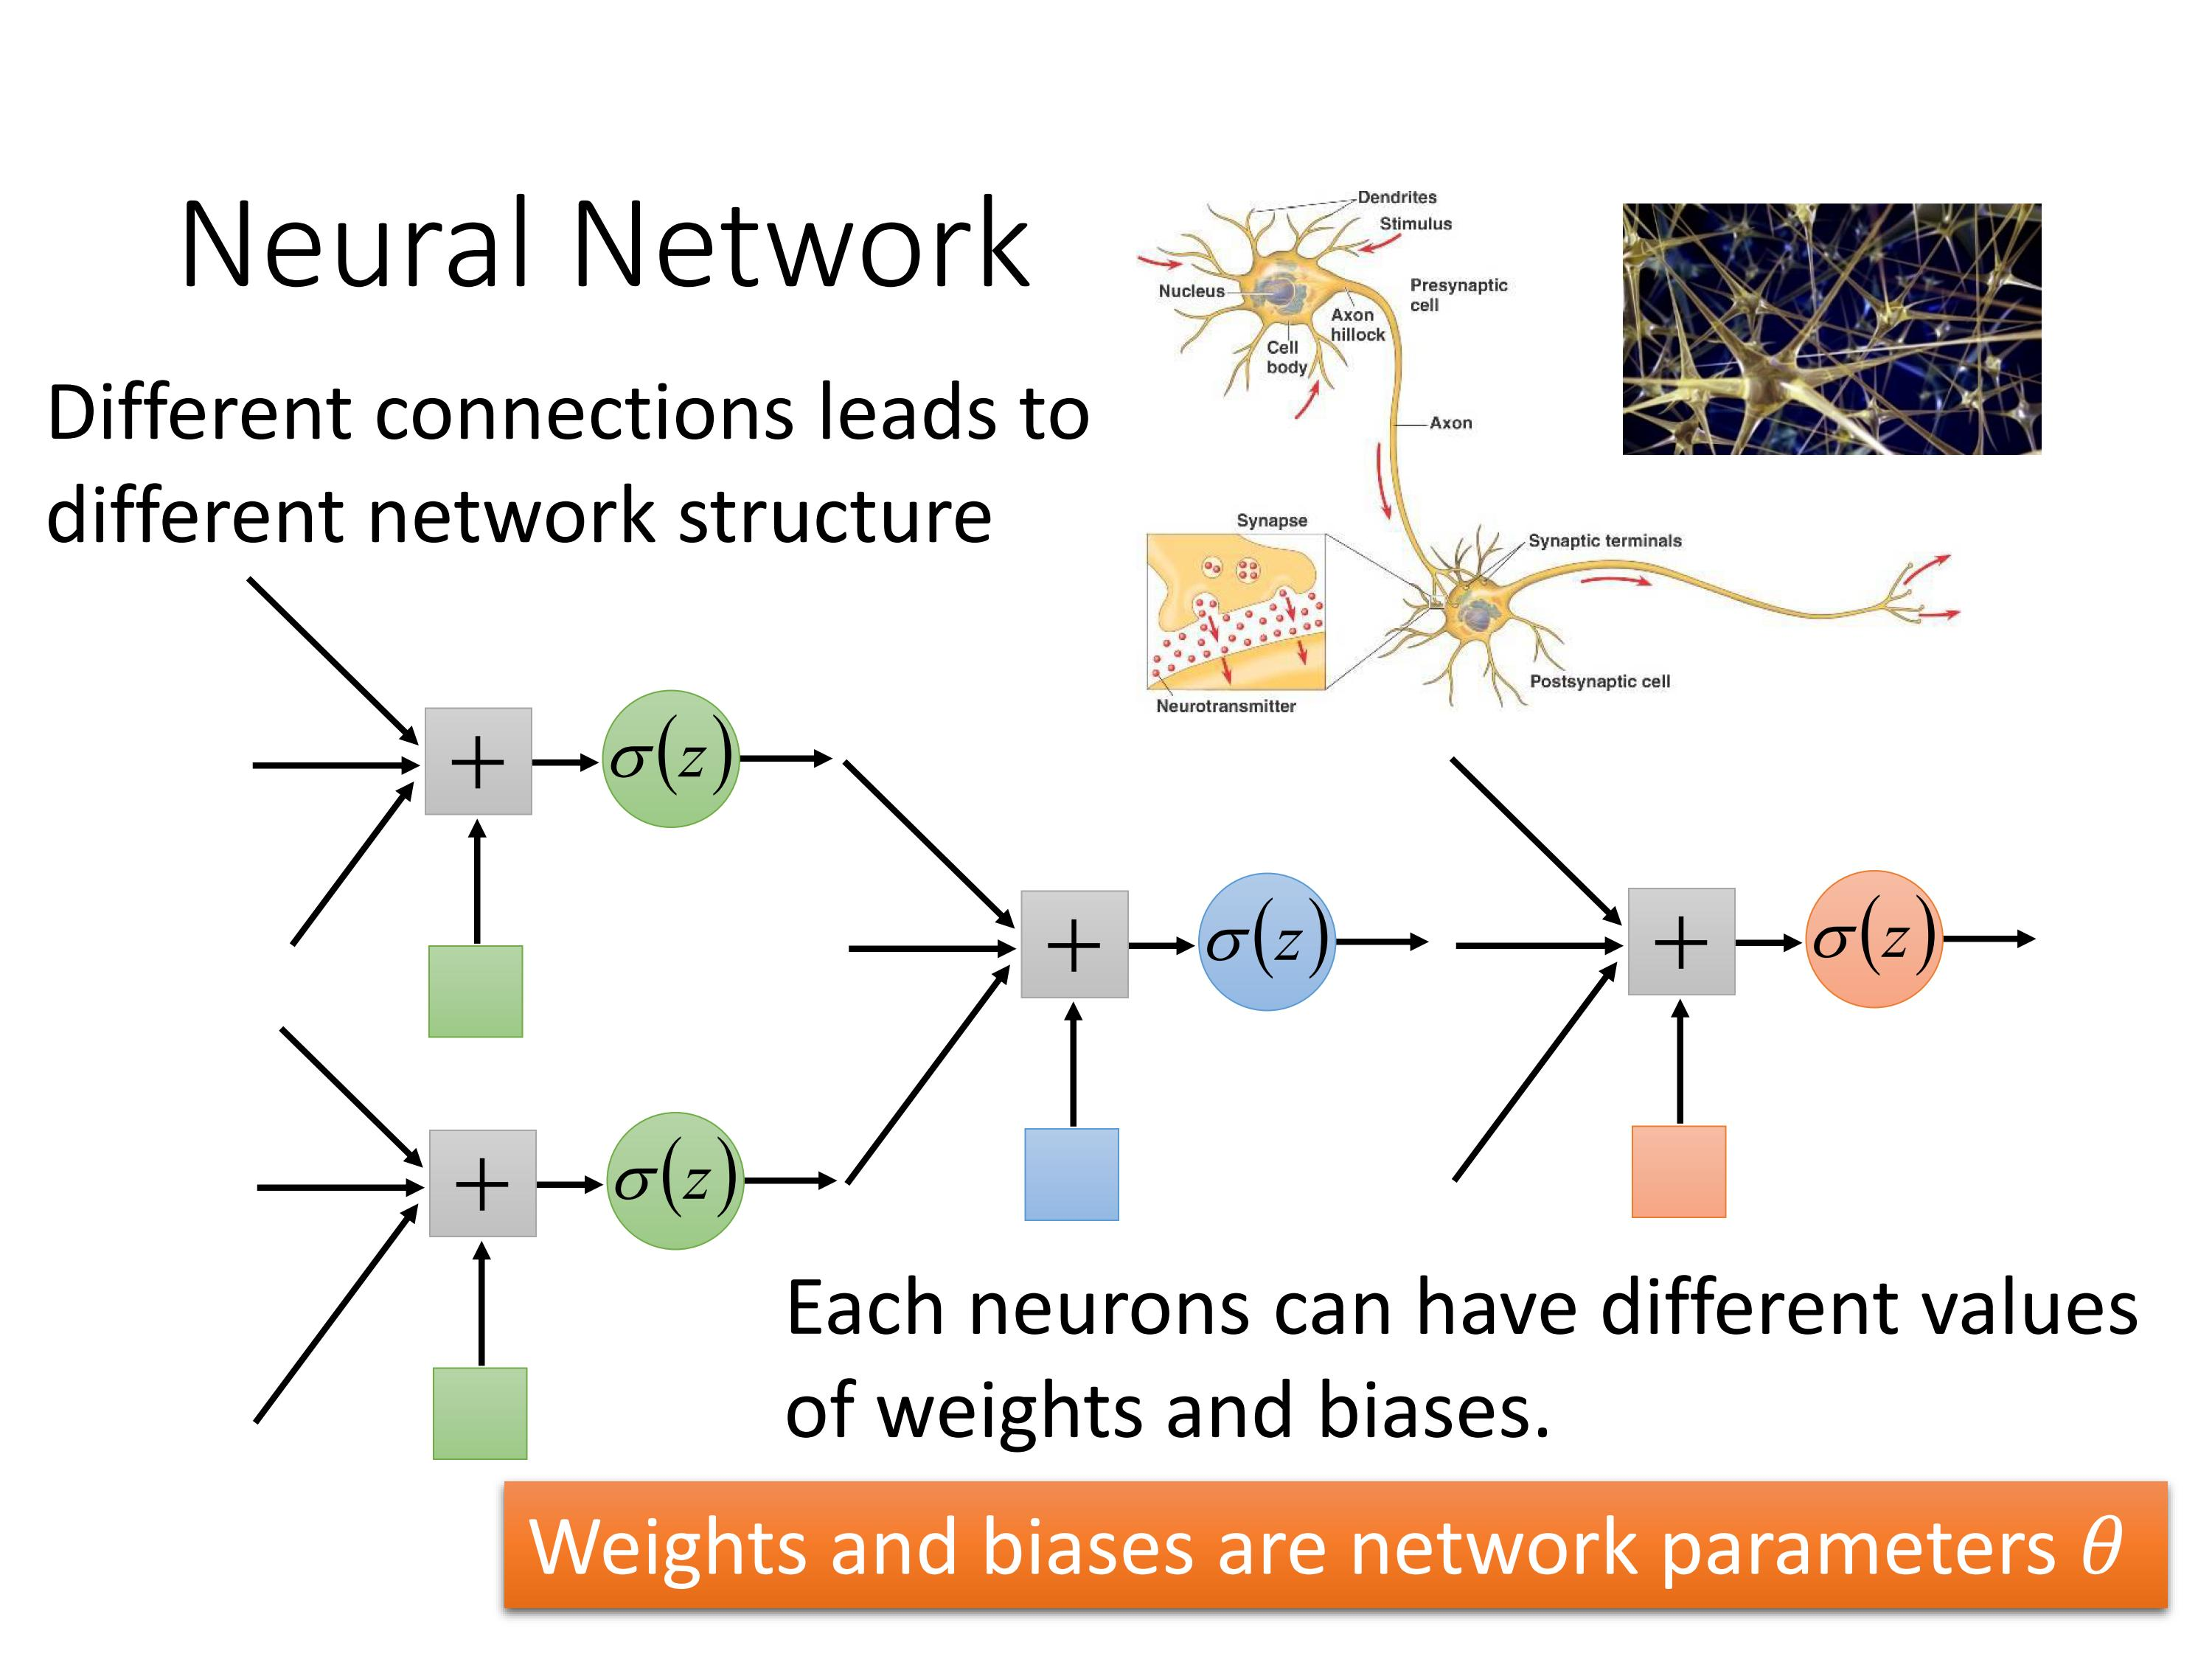 Neural Network
Different connections leads to
different network structure
Dendrites
Stimulus
Nucleus
Presynaptic
cell
Axon
hillock
Cell
body
Axon
Synapse
Synaptic terminals
Postsynaptic cell
Neurotransmitter
+
σ(z)
+
σ(z)
+
σ(z)
+
σ(z)
Each neurons can have different values
of weights and biases.
Weights and biases are network parameters θ